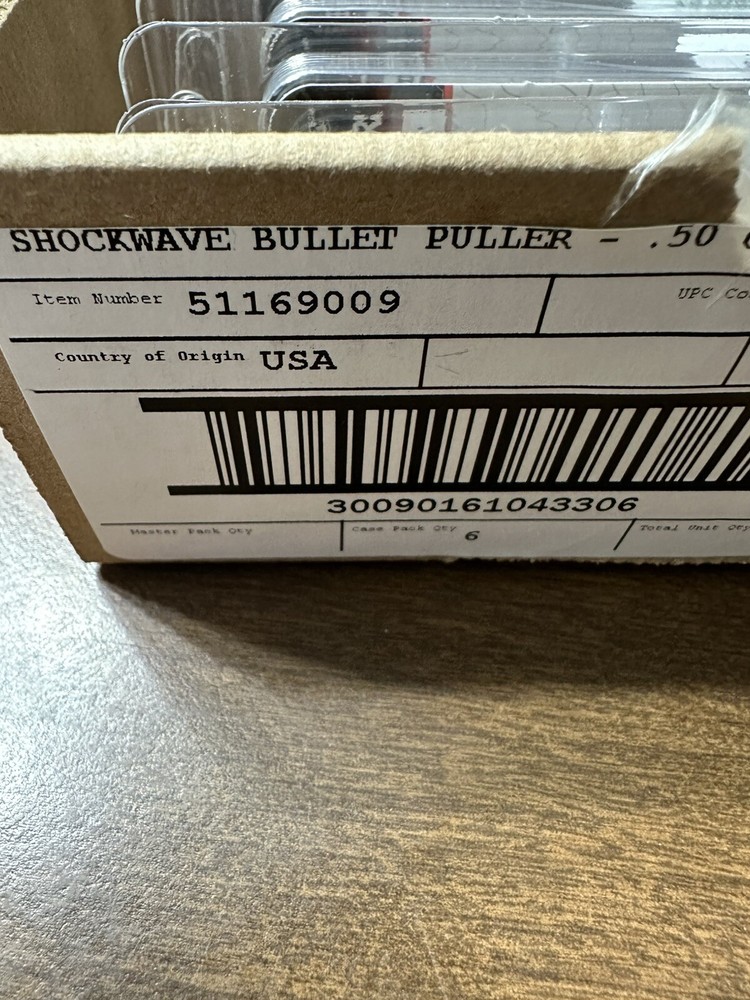 SHOCKWAVE BULLET PULLER - .50
Item Number 51169009 UPC
Country of Origin USA
30090161043306
Master Pack Qty Case Pack Qty 6 Total Unit Qty